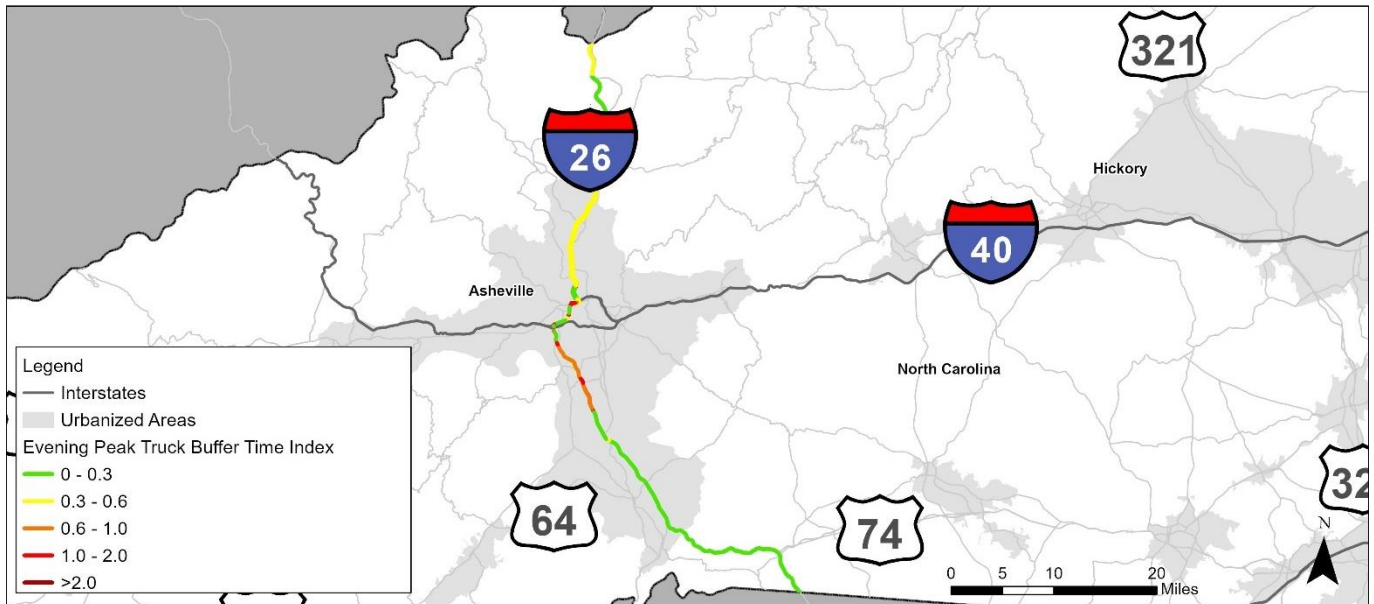 321
26
Hickory
40
Asheville
North Carolina
Legend
Interstates
Urbanized Areas
Evening Peak Truck Buffer Time Index
0 - 0.3
0.3 - 0.6
0.6 - 1.0
1.0 - 2.0
>2.0
64
74
32
N
0 5 10 20
Miles